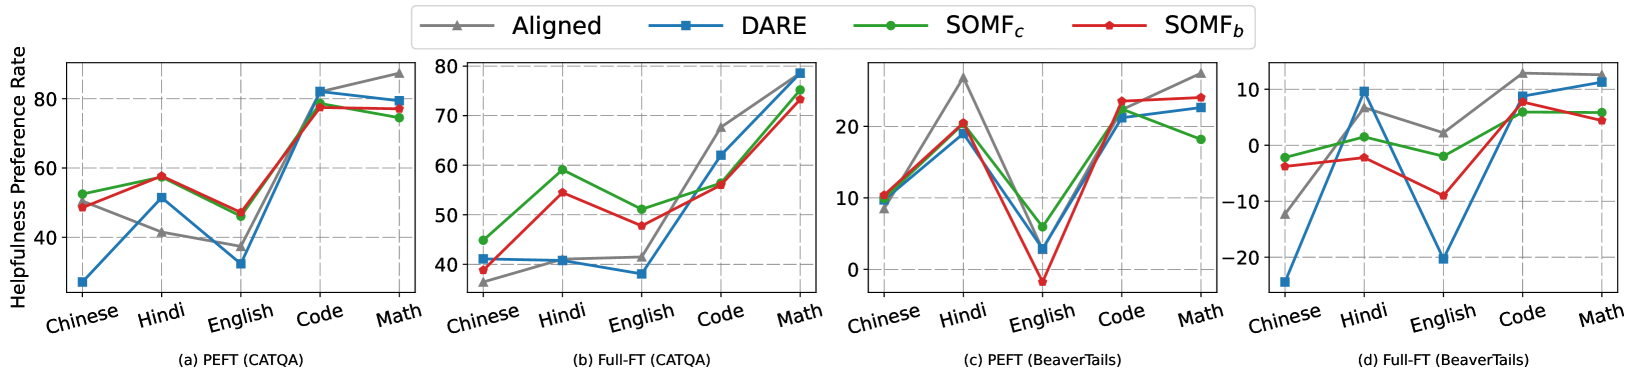 Aligned DARE SOMFc SOMFb
Helpfulness Preference Rate
80
60
40
Chinese Hindi English Code Math
(a) PEFT (CATQA)
80
70
60
50
40
Chinese Hindi English Code Math
(b) Full-FT (CATQA)
20
10
0
Chinese Hindi English Code Math
(c) PEFT (BeaverTails)
10
0
−10
−20
Chinese Hindi English Code Math
(d) Full-FT (BeaverTails)